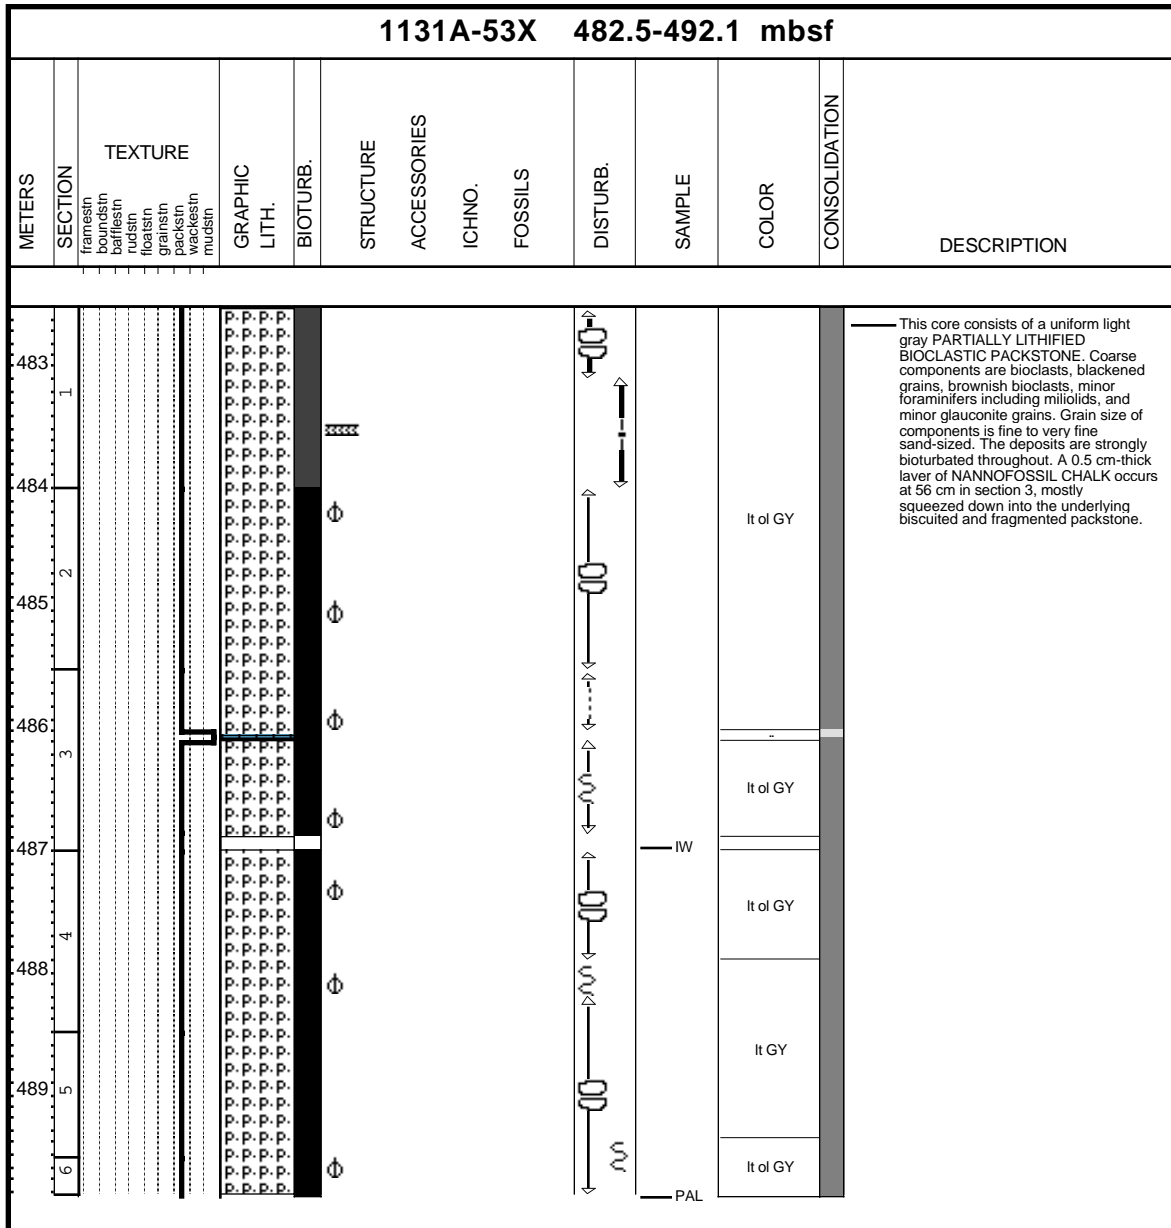 1131A-53X 482.5-492.1 mbsf
METERS
SECTION
TEXTURE
framestn
boundstn
bafflestn
rudstn
floatstn
grainstn
packstn
wackestn
mudstn
GRAPHIC
LITH.
BIOTURB.
STRUCTURE
ACCESSORIES
ICHNO.
FOSSILS
DISTURB.
SAMPLE
COLOR
CONSOLIDATION
DESCRIPTION
483
484
485
486
487
488
489
1
2
3
4
5
6
lt ol GY
lt ol GY
lt ol GY
lt GY
lt ol GY
IW
PAL
This core consists of a uniform light
gray PARTIALLY LITHIFIED
BIOCLASTIC PACKSTONE. Coarse
components are bioclasts, blackened
grains, brownish bioclasts, minor
foraminifers including miliolids, and
minor glauconite grains. Grain size of
components is fine to very fine
sand-sized. The deposits are strongly
bioturbated throughout. A 0.5 cm-thick
layer of NANNOFOSSIL CHALK occurs
at 56 cm in section 3, mostly
squeezed down into the underlying
biscuited and fragmented packstone.